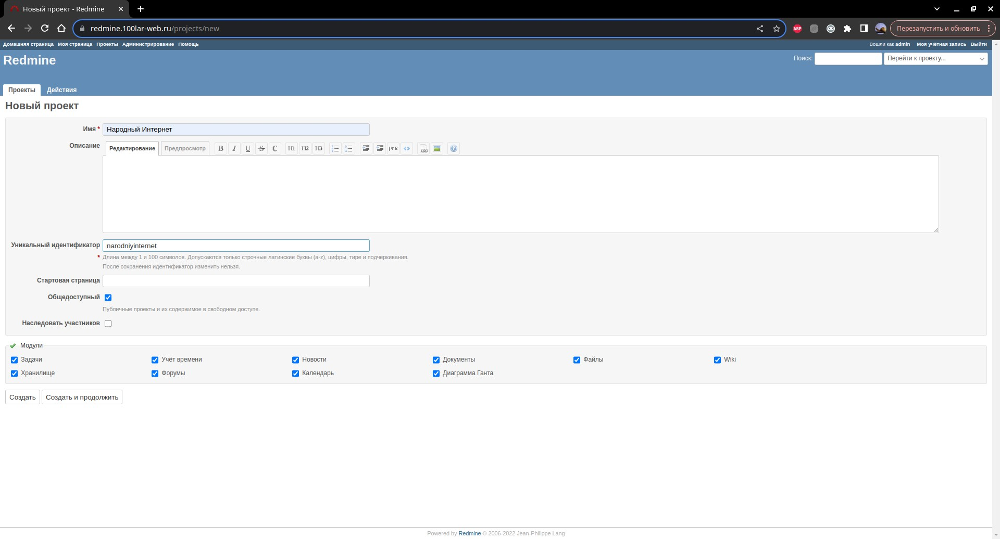 Новый проект - Redmine
redmine.100lar-web.ru/projects/new
ABP
Перезапустить и обновить
Домашняя страница Моя страница Проекты Администрирование Помощь
Вошли как admin Моя учётная запись Выйти
Redmine
Поиск: Перейти к проекту...
Проекты Действия
Новый проект
Имя * Народный Интернет
Описание Редактирование Предпросмотр B I U S C H1 H2 H3 pre <>
Уникальный идентификатор narodniyinternet
* Длина между 1 и 100 символов. Допускаются только строчные латинские буквы (a-z), цифры, тире и подчеркивания.
После сохранения идентификатор изменить нельзя.
Стартовая страница
Общедоступный
Публичные проекты и их содержимое в свободном доступе.
Наследовать участников
Модули
Задачи Учёт времени Новости Документы Файлы Wiki
Хранилище Форумы Календарь Диаграмма Ганта
Создать Создать и продолжить
Powered by Redmine © 2006-2022 Jean-Philippe Lang